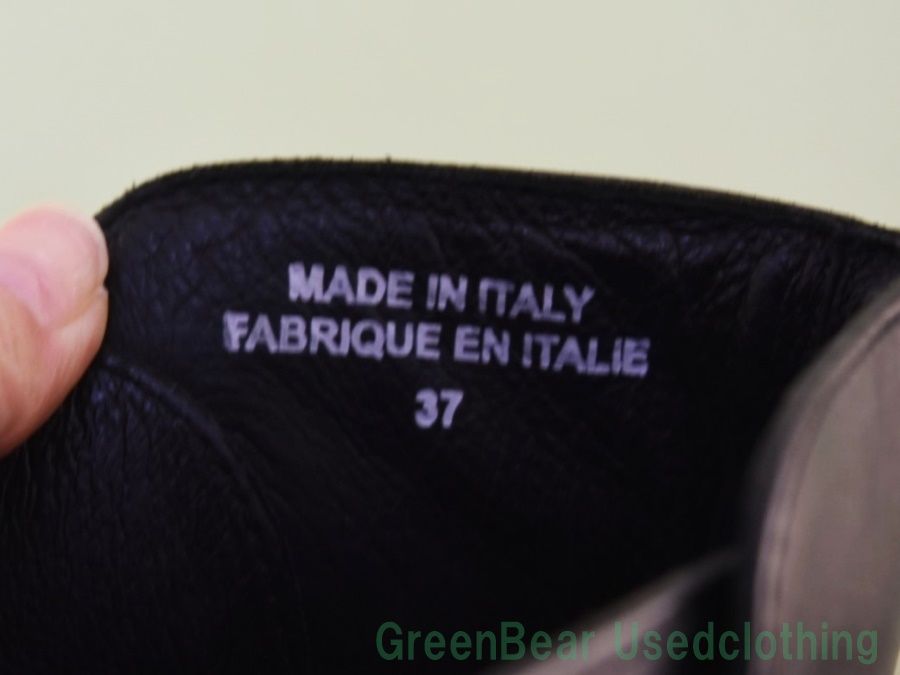 MADE IN ITALY
FABRIQUE EN ITALIE
37
GreenBear Usedclothing